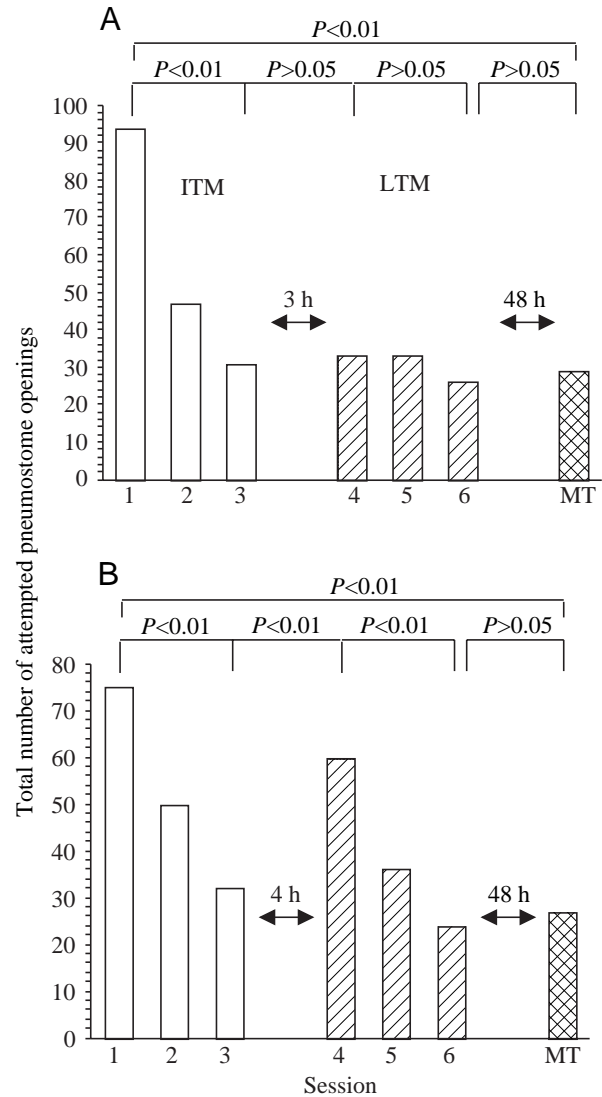 A
P<0.01
P<0.01 P>0.05 P>0.05 P>0.05
100
90
80
70
60
50
40
30
20
10
0
ITM LTM
3 h 48 h
1 2 3 4 5 6 MT
Total number of attempted pneumostome openings
B
P<0.01
P<0.01 P<0.01 P<0.01 P>0.05
80
70
60
50
40
30
20
10
0
4 h 48 h
1 2 3 4 5 6 MT
Session